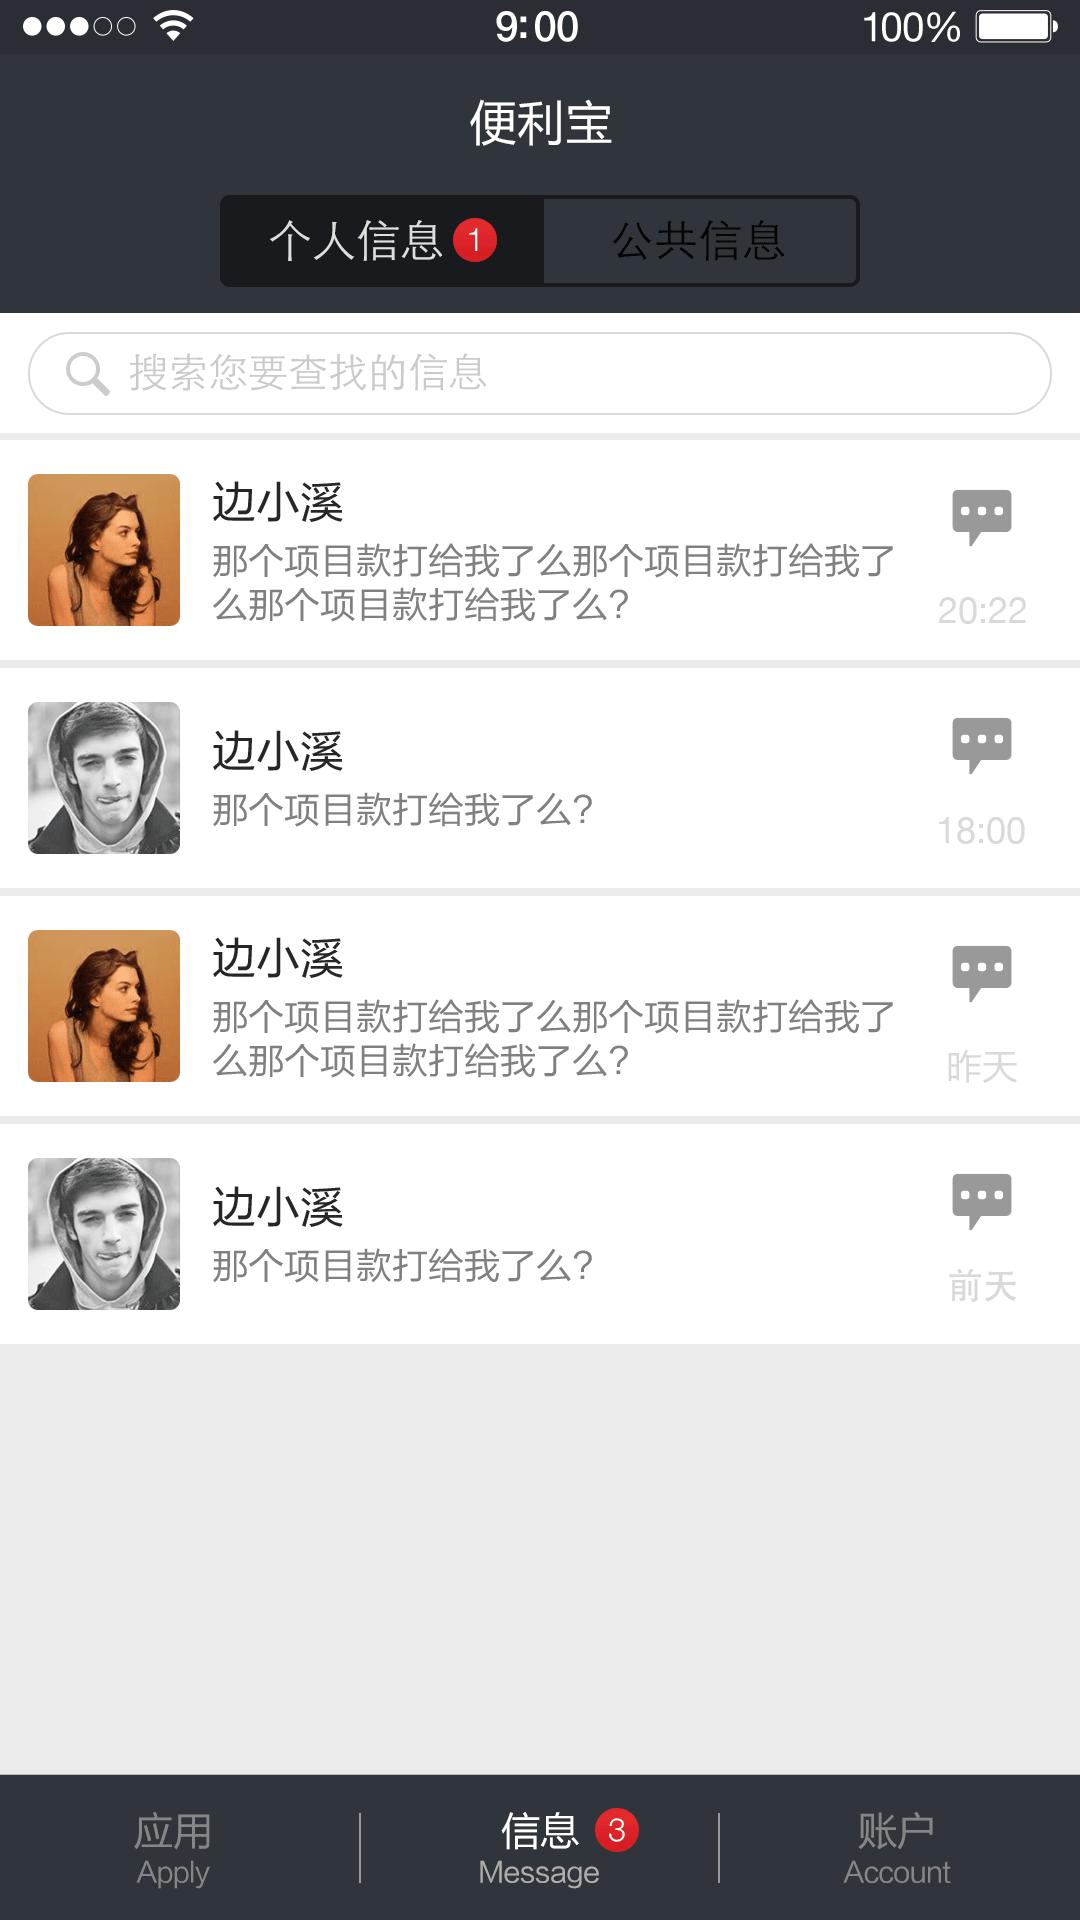 9:00
100%
便利宝
个人信息 1
公共信息
搜索您要查找的信息
边小溪
那个项目款打给我了么那个项目款打给我了
么那个项目款打给我了么?
20:22
边小溪
那个项目款打给我了么?
18:00
边小溪
那个项目款打给我了么那个项目款打给我了
么那个项目款打给我了么?
昨天
边小溪
那个项目款打给我了么?
前天
应用
Apply
信息 3
Message
账户
Account